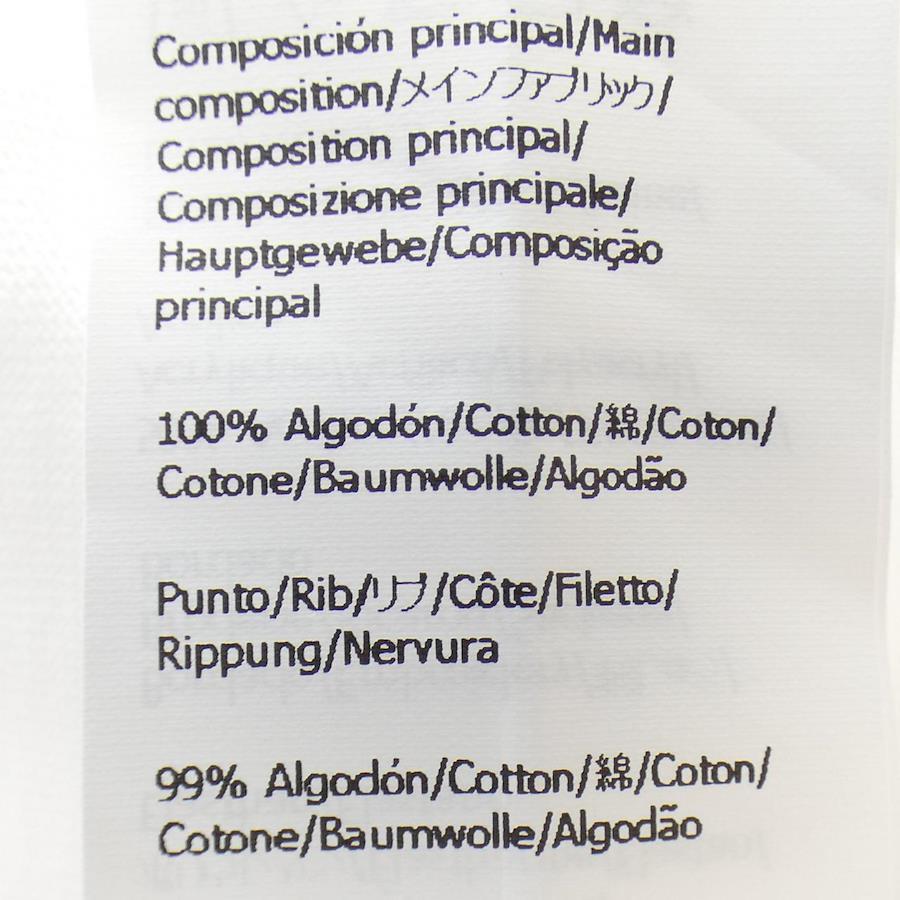 Composición principal/Main
composition/メインファブリック/
Composition principal/
Composizione principale/
Hauptgewebe/Composição
principal
100% Algodón/Cotton/綿/Coton/
Cotone/Baumwolle/Algodão
Punto/Rib/リブ/Côte/Filetto/
Rippung/Nervura
99% Algodón/Cotton/綿/Coton/
Cotone/Baumwolle/Algodão